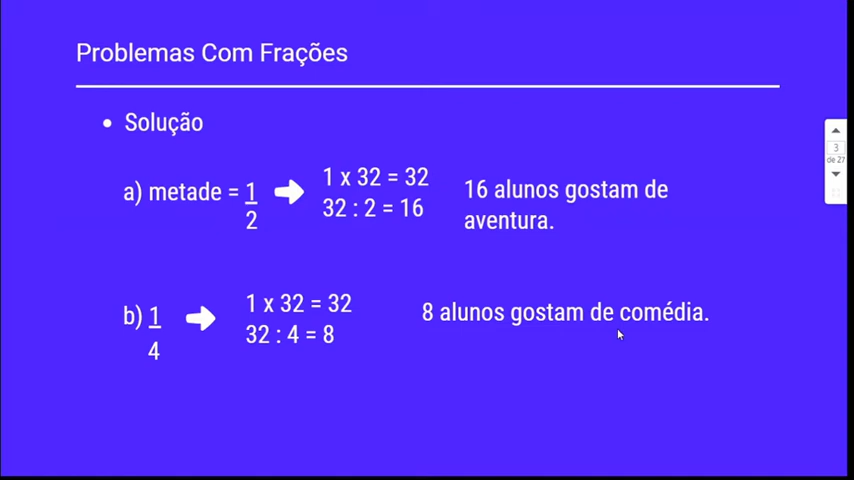 Problemas Com Frações
• Solução
a) metade = 1
2
1 x 32 = 32
32 : 2 = 16
16 alunos gostam de
aventura.
b) 1
4
1 x 32 = 32
32 : 4 = 8
8 alunos gostam de comédia.
3
de 27